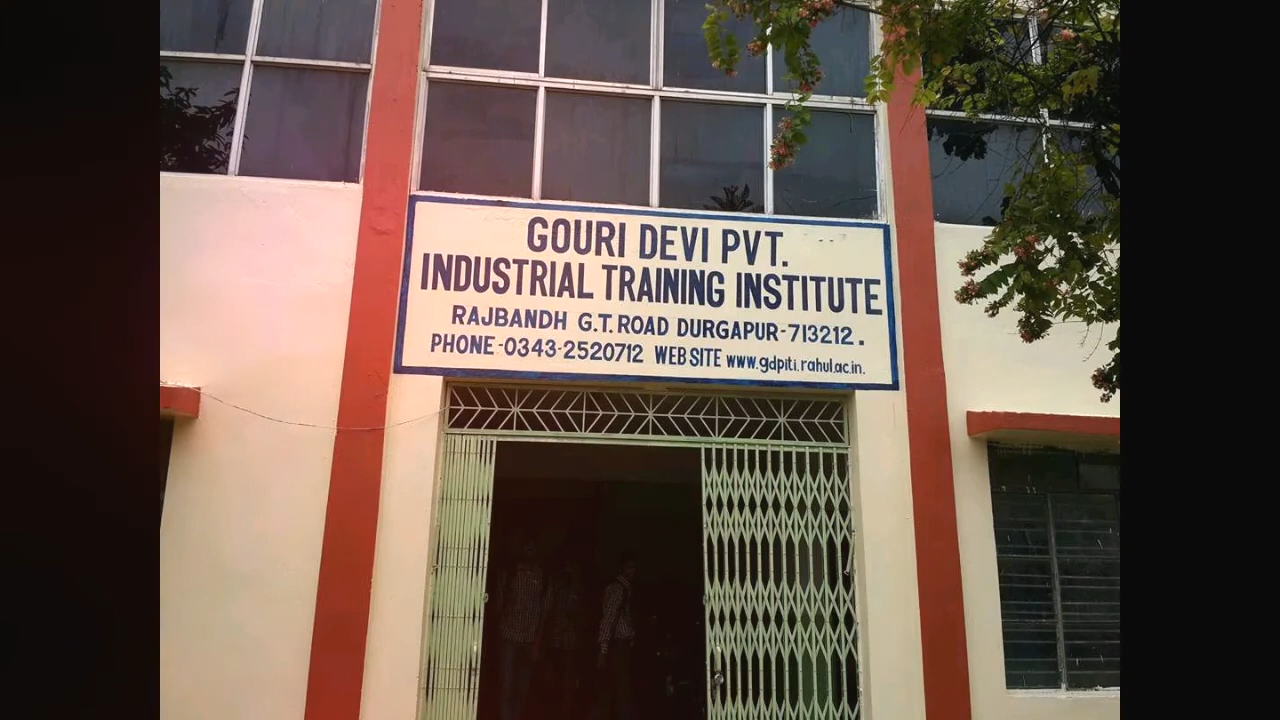 GOURI DEVI PVT.
INDUSTRIAL TRAINING INSTITUTE
RAJBANDH G.T. ROAD DURGAPUR-713212.
PHONE-0343-2520712 WEBSITE www.gdpiti.rahul.ac.in.